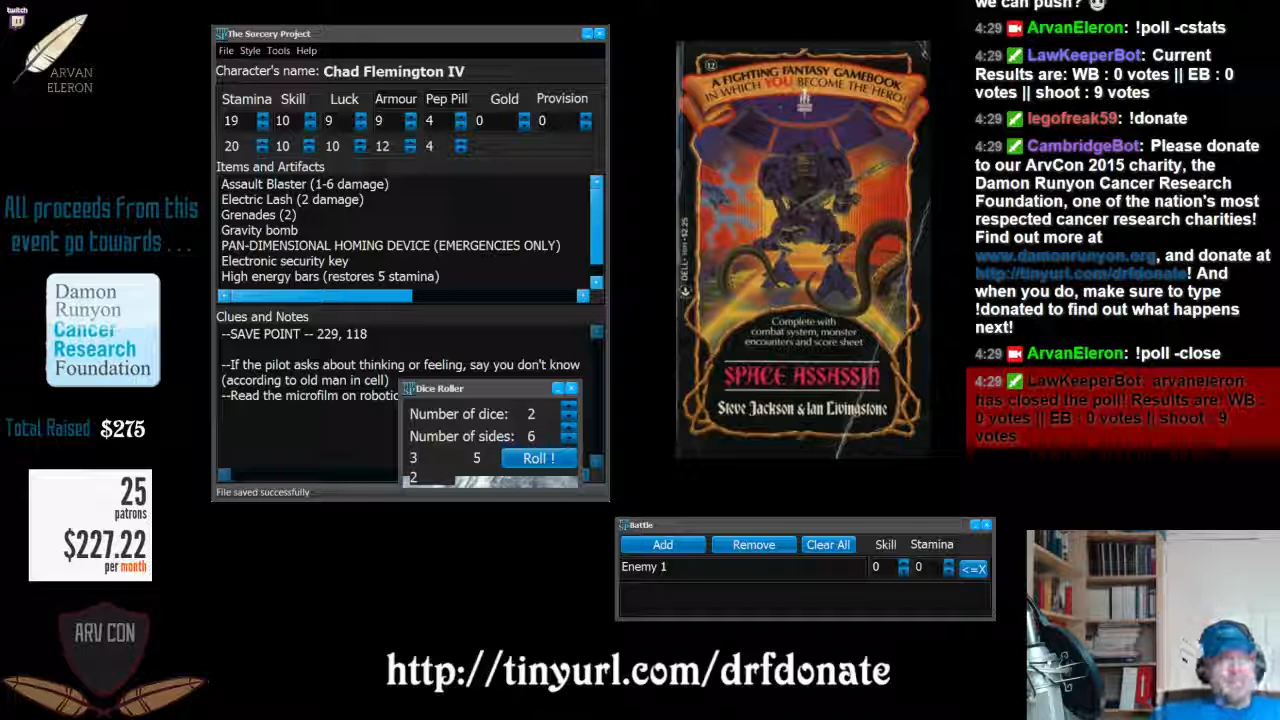 twitch
ARVAN
ELERON
All proceeds from this
event go towards . . .
Damon
Runyon
Cancer
Research
Foundation
Total Raised $275
25
patrons
$227.22
per month
ARV CON
The Sorcery Project
File Style Tools Help
Character's name: Chad Flemington IV
Stamina Skill Luck Armour Pep Pill Gold Provision
19 10 9 9 4 0 0
20 10 10 12 4
Items and Artifacts
Assault Blaster (1-6 damage)
Electric Lash (2 damage)
Grenades (2)
Gravity bomb
PAN-DIMENSIONAL HOMING DEVICE (EMERGENCIES ONLY)
Electronic security key
High energy bars (restores 5 stamina)
Clues and Notes
--SAVE POINT -- 229, 118
--If the pilot asks about thinking or feeling, say you don't know
(according to old man in cell)
--Read the microfilm on robotic
File saved successfully
Dice Roller
Number of dice: 2
Number of sides: 6
3 5 Roll !
2
12
A FIGHTING FANTASY GAMEBOOK
IN WHICH YOU BECOME THE HERO!
Complete with
combat system, monster
encounters and score sheet
SPACE ASSASSIN
Steve Jackson & Ian Livingstone
Battle
Add Remove Clear All Skill Stamina
Enemy 1 0 0 <=X
http://tinyurl.com/drfdonate
we can push?
4:29 ArvanEleron: !poll -cstats
4:29 LawKeeperBot: Current
Results are: WB : 0 votes || EB : 0
votes || shoot : 9 votes
4:29 legofreak59: !donate
4:29 CambridgeBot: Please donate
to our ArvCon 2015 charity, the
Damon Runyon Cancer Research
Foundation, one of the nation's most
respected cancer research charities!
Find out more at
www.damonrunyon.org, and donate at
http://tinyurl.com/drfdonate! And
when you do, make sure to type
!donated to find out what happens
next!
4:29 ArvanEleron: !poll -close
4:29 LawKeeperBot: arvaneleron
has closed the poll! Results are: WB :
0 votes || EB : 0 votes || shoot : 9
votes